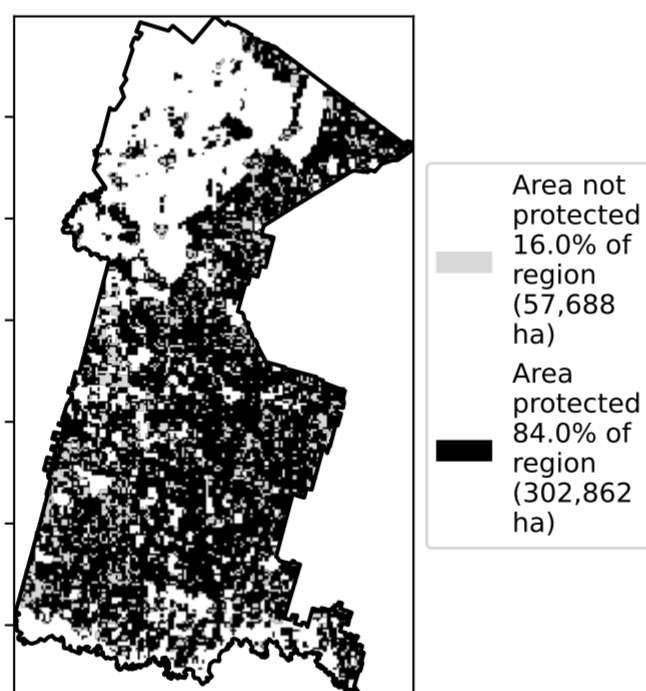 Area not
protected
16.0% of
region
(57,688
ha)
Area
protected
84.0% of
region
(302,862
ha)